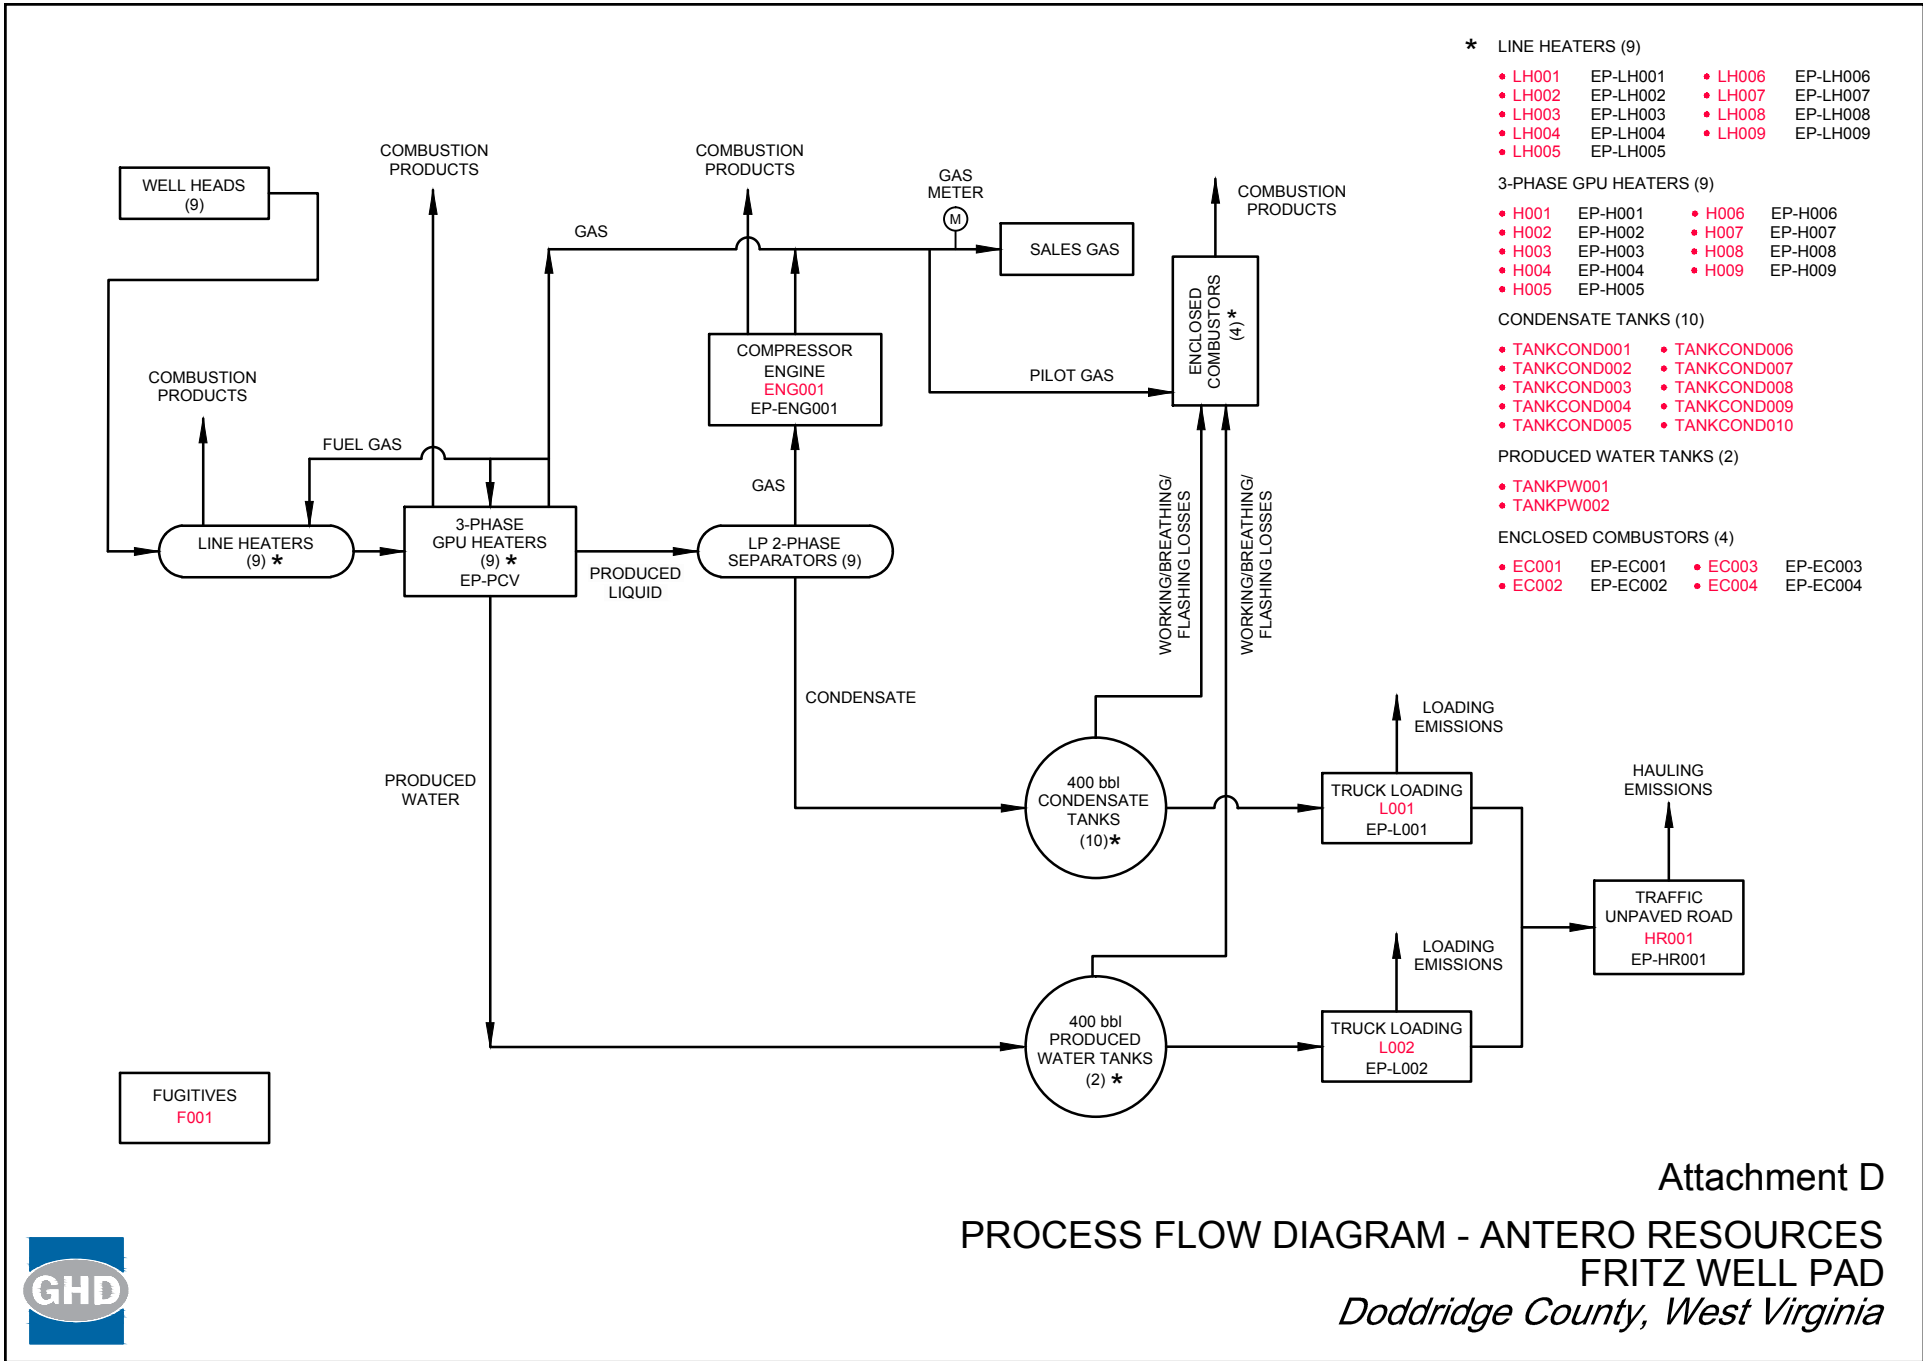 * LINE HEATERS (9)
• LH001 EP-LH001 • LH006 EP-LH006
• LH002 EP-LH002 • LH007 EP-LH007
• LH003 EP-LH003 • LH008 EP-LH008
• LH004 EP-LH004 • LH009 EP-LH009
• LH005 EP-LH005
3-PHASE GPU HEATERS (9)
• H001 EP-H001 • H006 EP-H006
• H002 EP-H002 • H007 EP-H007
• H003 EP-H003 • H008 EP-H008
• H004 EP-H004 • H009 EP-H009
• H005 EP-H005
CONDENSATE TANKS (10)
• TANKCOND001 • TANKCOND006
• TANKCOND002 • TANKCOND007
• TANKCOND003 • TANKCOND008
• TANKCOND004 • TANKCOND009
• TANKCOND005 • TANKCOND010
PRODUCED WATER TANKS (2)
• TANKPW001
• TANKPW002
ENCLOSED COMBUSTORS (4)
• EC001 EP-EC001 • EC003 EP-EC003
• EC002 EP-EC002 • EC004 EP-EC004
WELL HEADS
(9)
COMBUSTION
PRODUCTS
COMBUSTION
PRODUCTS
GAS
METER
M
COMBUSTION
PRODUCTS
GAS
SALES GAS
ENCLOSED
COMBUSTORS
(4)*
COMPRESSOR
ENGINE
ENG001
EP-ENG001
PILOT GAS
COMBUSTION
PRODUCTS
FUEL GAS
GAS
LINE HEATERS
(9) *
3-PHASE
GPU HEATERS
(9) *
EP-PCV
PRODUCED
LIQUID
LP 2-PHASE
SEPARATORS (9)
WORKING/BREATHING/
FLASHING LOSSES
WORKING/BREATHING/
FLASHING LOSSES
CONDENSATE
PRODUCED
WATER
400 bbl
CONDENSATE
TANKS
(10)*
LOADING
EMISSIONS
TRUCK LOADING
L001
EP-L001
HAULING
EMISSIONS
TRAFFIC
UNPAVED ROAD
HR001
EP-HR001
400 bbl
PRODUCED
WATER TANKS
(2) *
LOADING
EMISSIONS
TRUCK LOADING
L002
EP-L002
FUGITIVES
F001
Attachment D
PROCESS FLOW DIAGRAM - ANTERO RESOURCES
FRITZ WELL PAD
Doddridge County, West Virginia
GHD